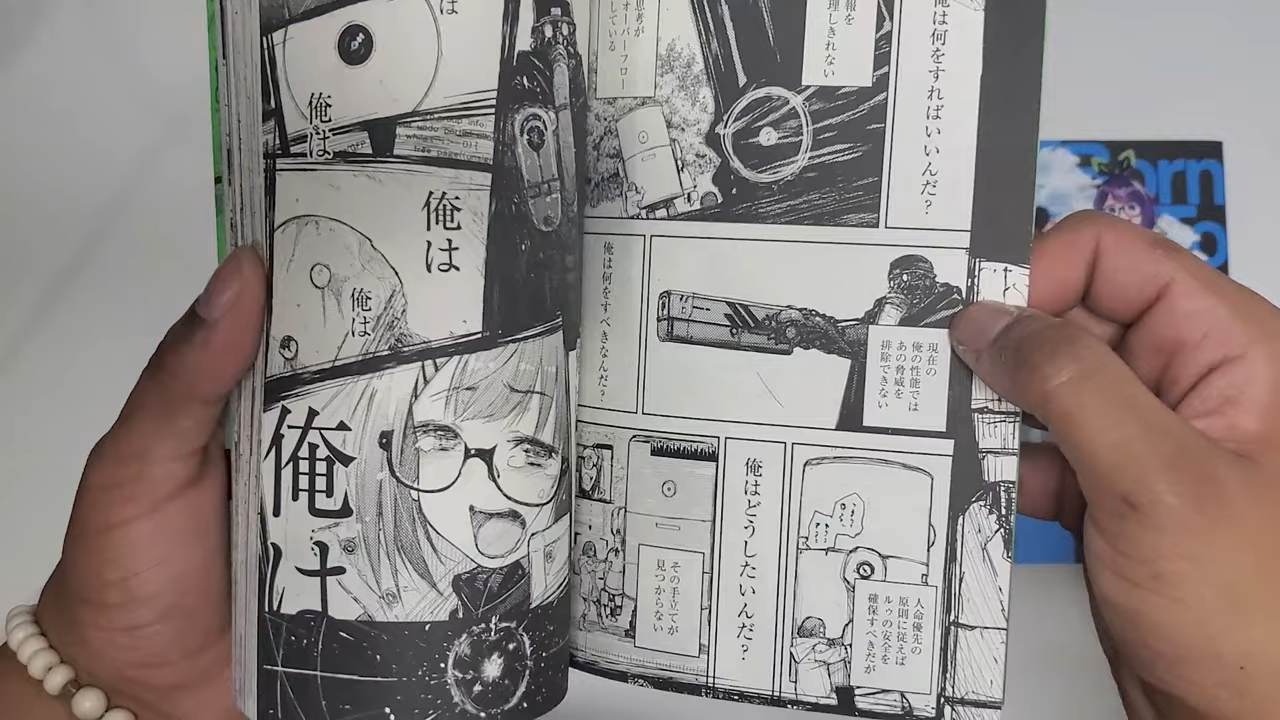 俺は何をすればいいんだ？
報を
理しきれない
思考が
オーバーフロー
している
現在の
俺の性能では
あの脅威を
排除できない
俺は何をすべきなんだ？
人命優先の
原則に従えば
ルゥの安全を
確保すべきだが
俺はどうしたいんだ？
その手立てが
見つからない
は
俺は
俺は
俺は
俺は
orn
To